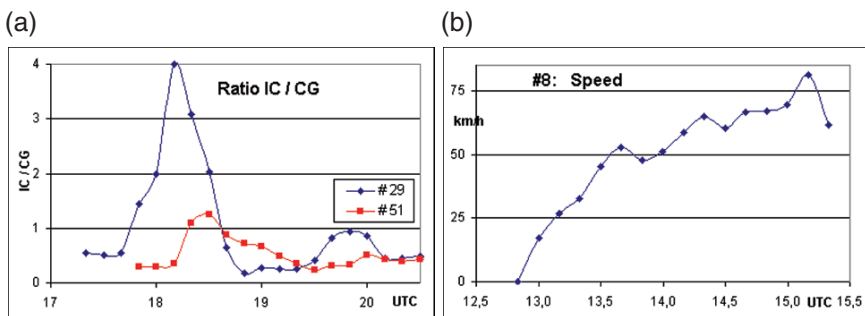 (a)
Ratio IC / CG
IC / CG
4
3
2
1
0
#29
#51
17
18
19
20
UTC
(b)
#8: Speed
km/h
75
50
25
0
12,5
13,0
13,5
14,0
14,5
15,0
UTC
15,5